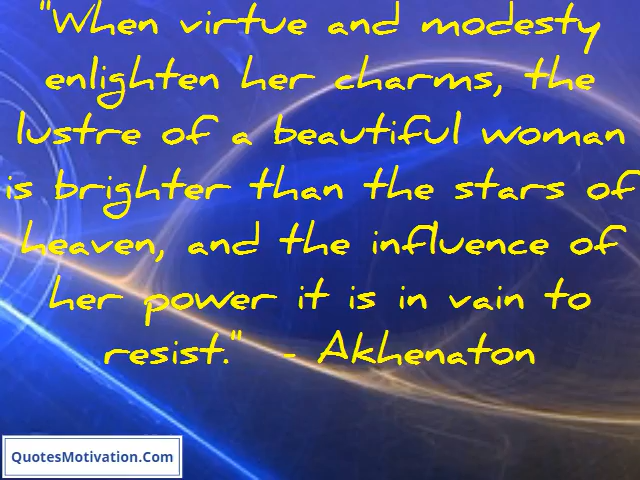 "When virtue and modesty
enlighten her charms, the
lustre of a beautiful woman
is brighter than the stars of
heaven, and the influence of
her power it is in vain to
resist." - Akhenaton
QuotesMotivation.Com